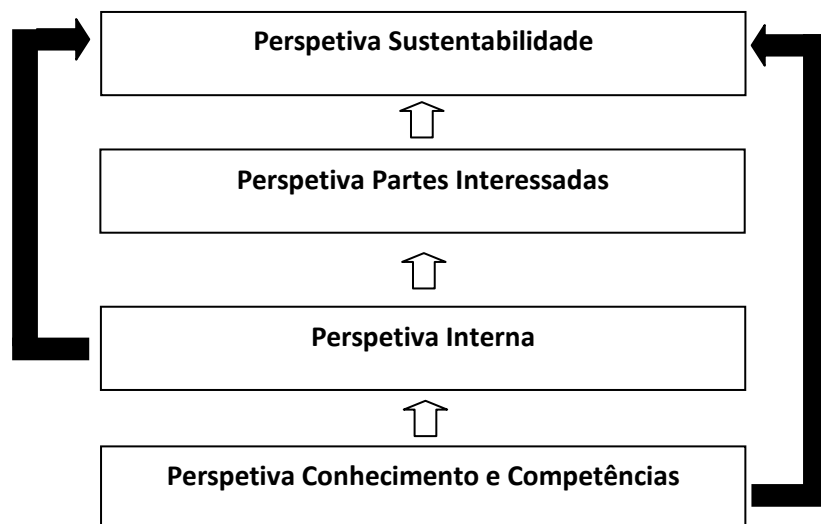 Perspetiva Sustentabilidade
Perspetiva Partes Interessadas
Perspetiva Interna
Perspetiva Conhecimento e Competências